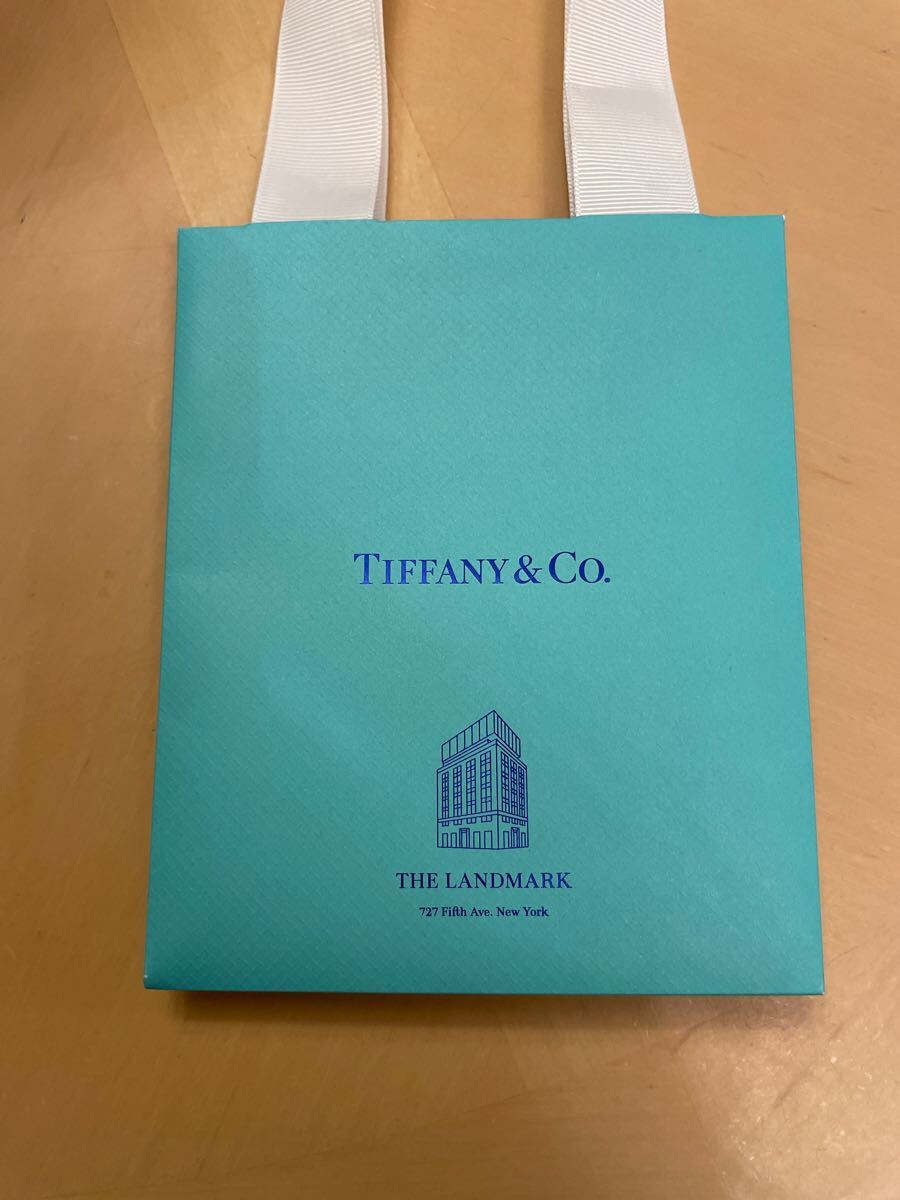 TIFFANY & CO.
THE LANDMARK
727 Fifth Ave. New York